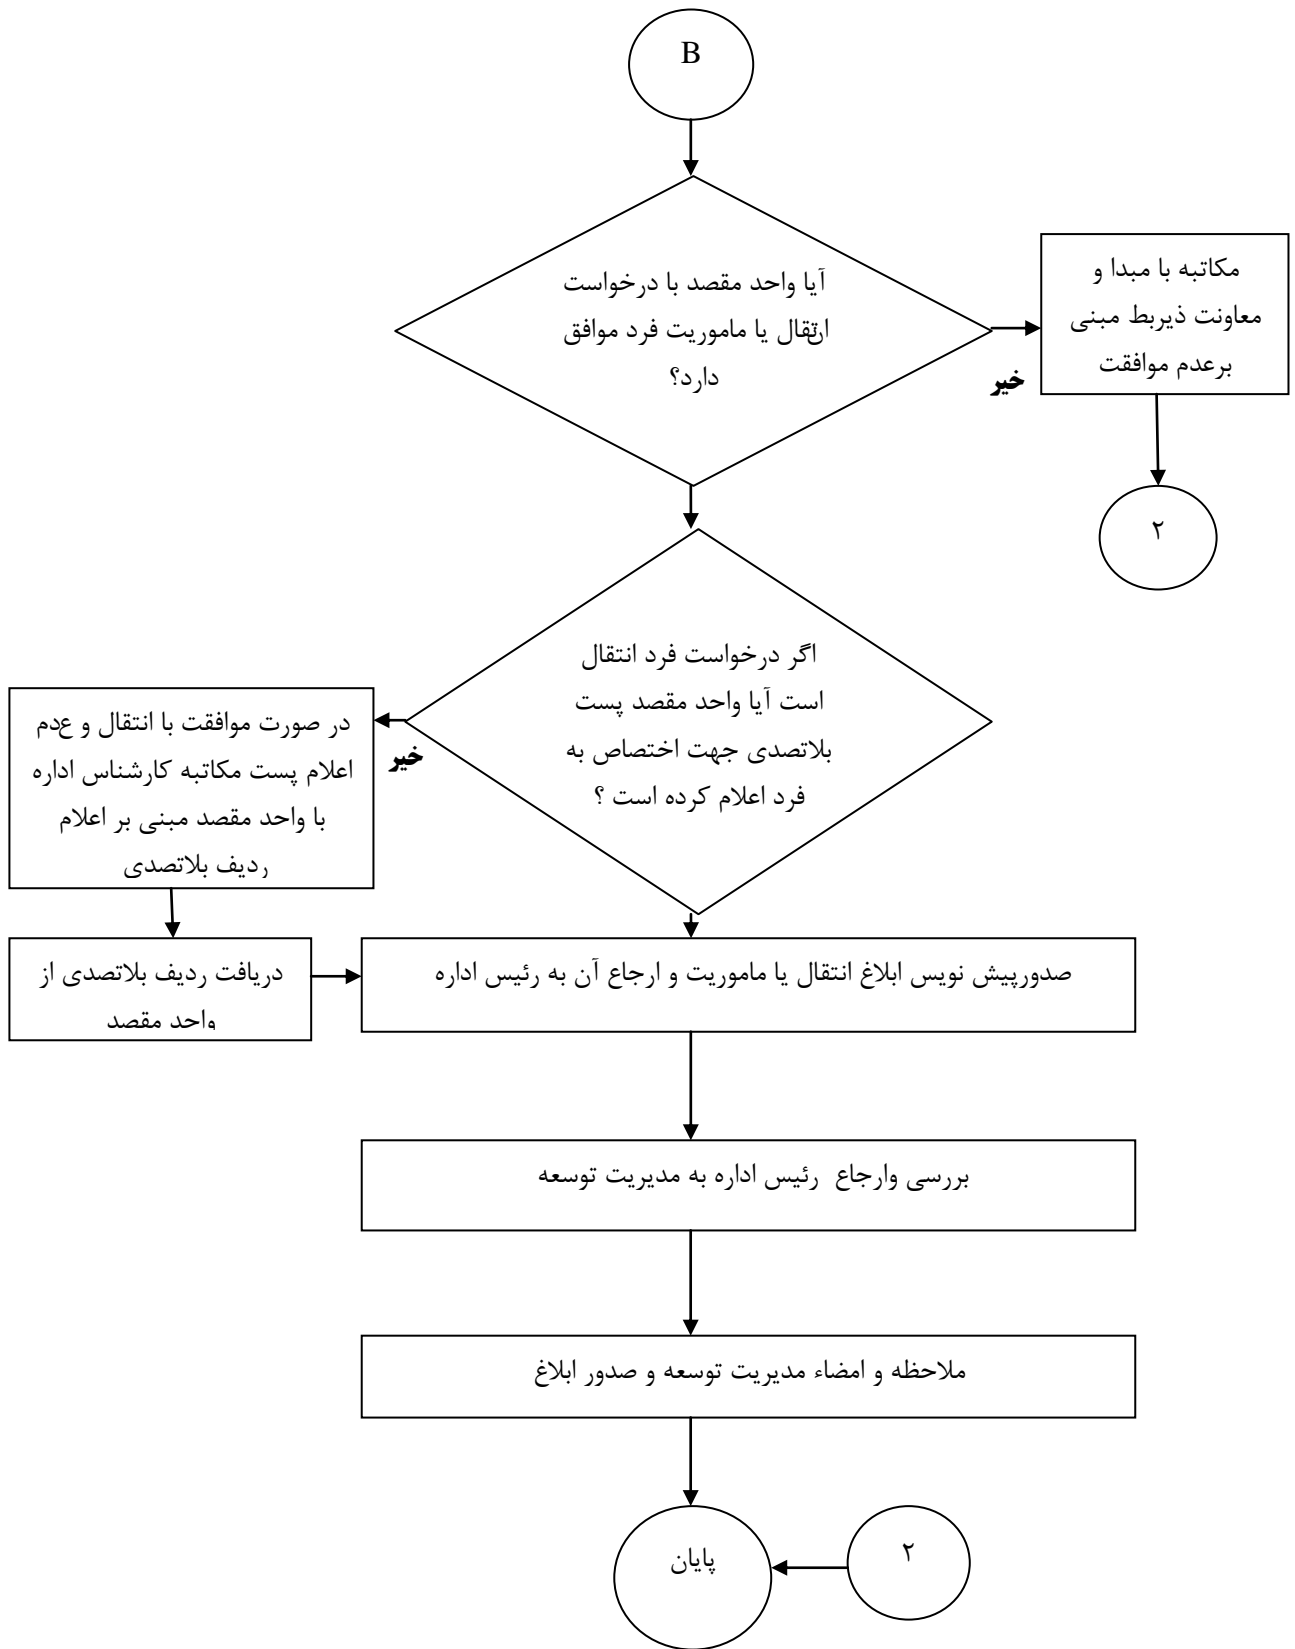 B
آیا واحد مقصد با درخواست
انتقال یا ماموریت فرد موافق
دارد؟
خیر
مکاتبه با مبدا و
معاونت ذیربط مبنی
برعدم موافقت
۲
اگر درخواست فرد انتقال
است آیا واحد مقصد پست
بلاتصدی جهت اختصاص به
فرد اعلام کرده است ؟
خیر
در صورت موافقت با انتقال و عدم
اعلام پست مکاتبه کارشناس اداره
با واحد مقصد مبنی بر اعلام
ردیف بلاتصدی
دریافت ردیف بلاتصدی از
واحد مقصد
صدورپیش نویس ابلاغ انتقال یا ماموریت و ارجاع آن به رئیس اداره
بررسی وارجاع رئیس اداره به مدیریت توسعه
ملاحظه و امضاء مدیریت توسعه و صدور ابلاغ
پایان
۲